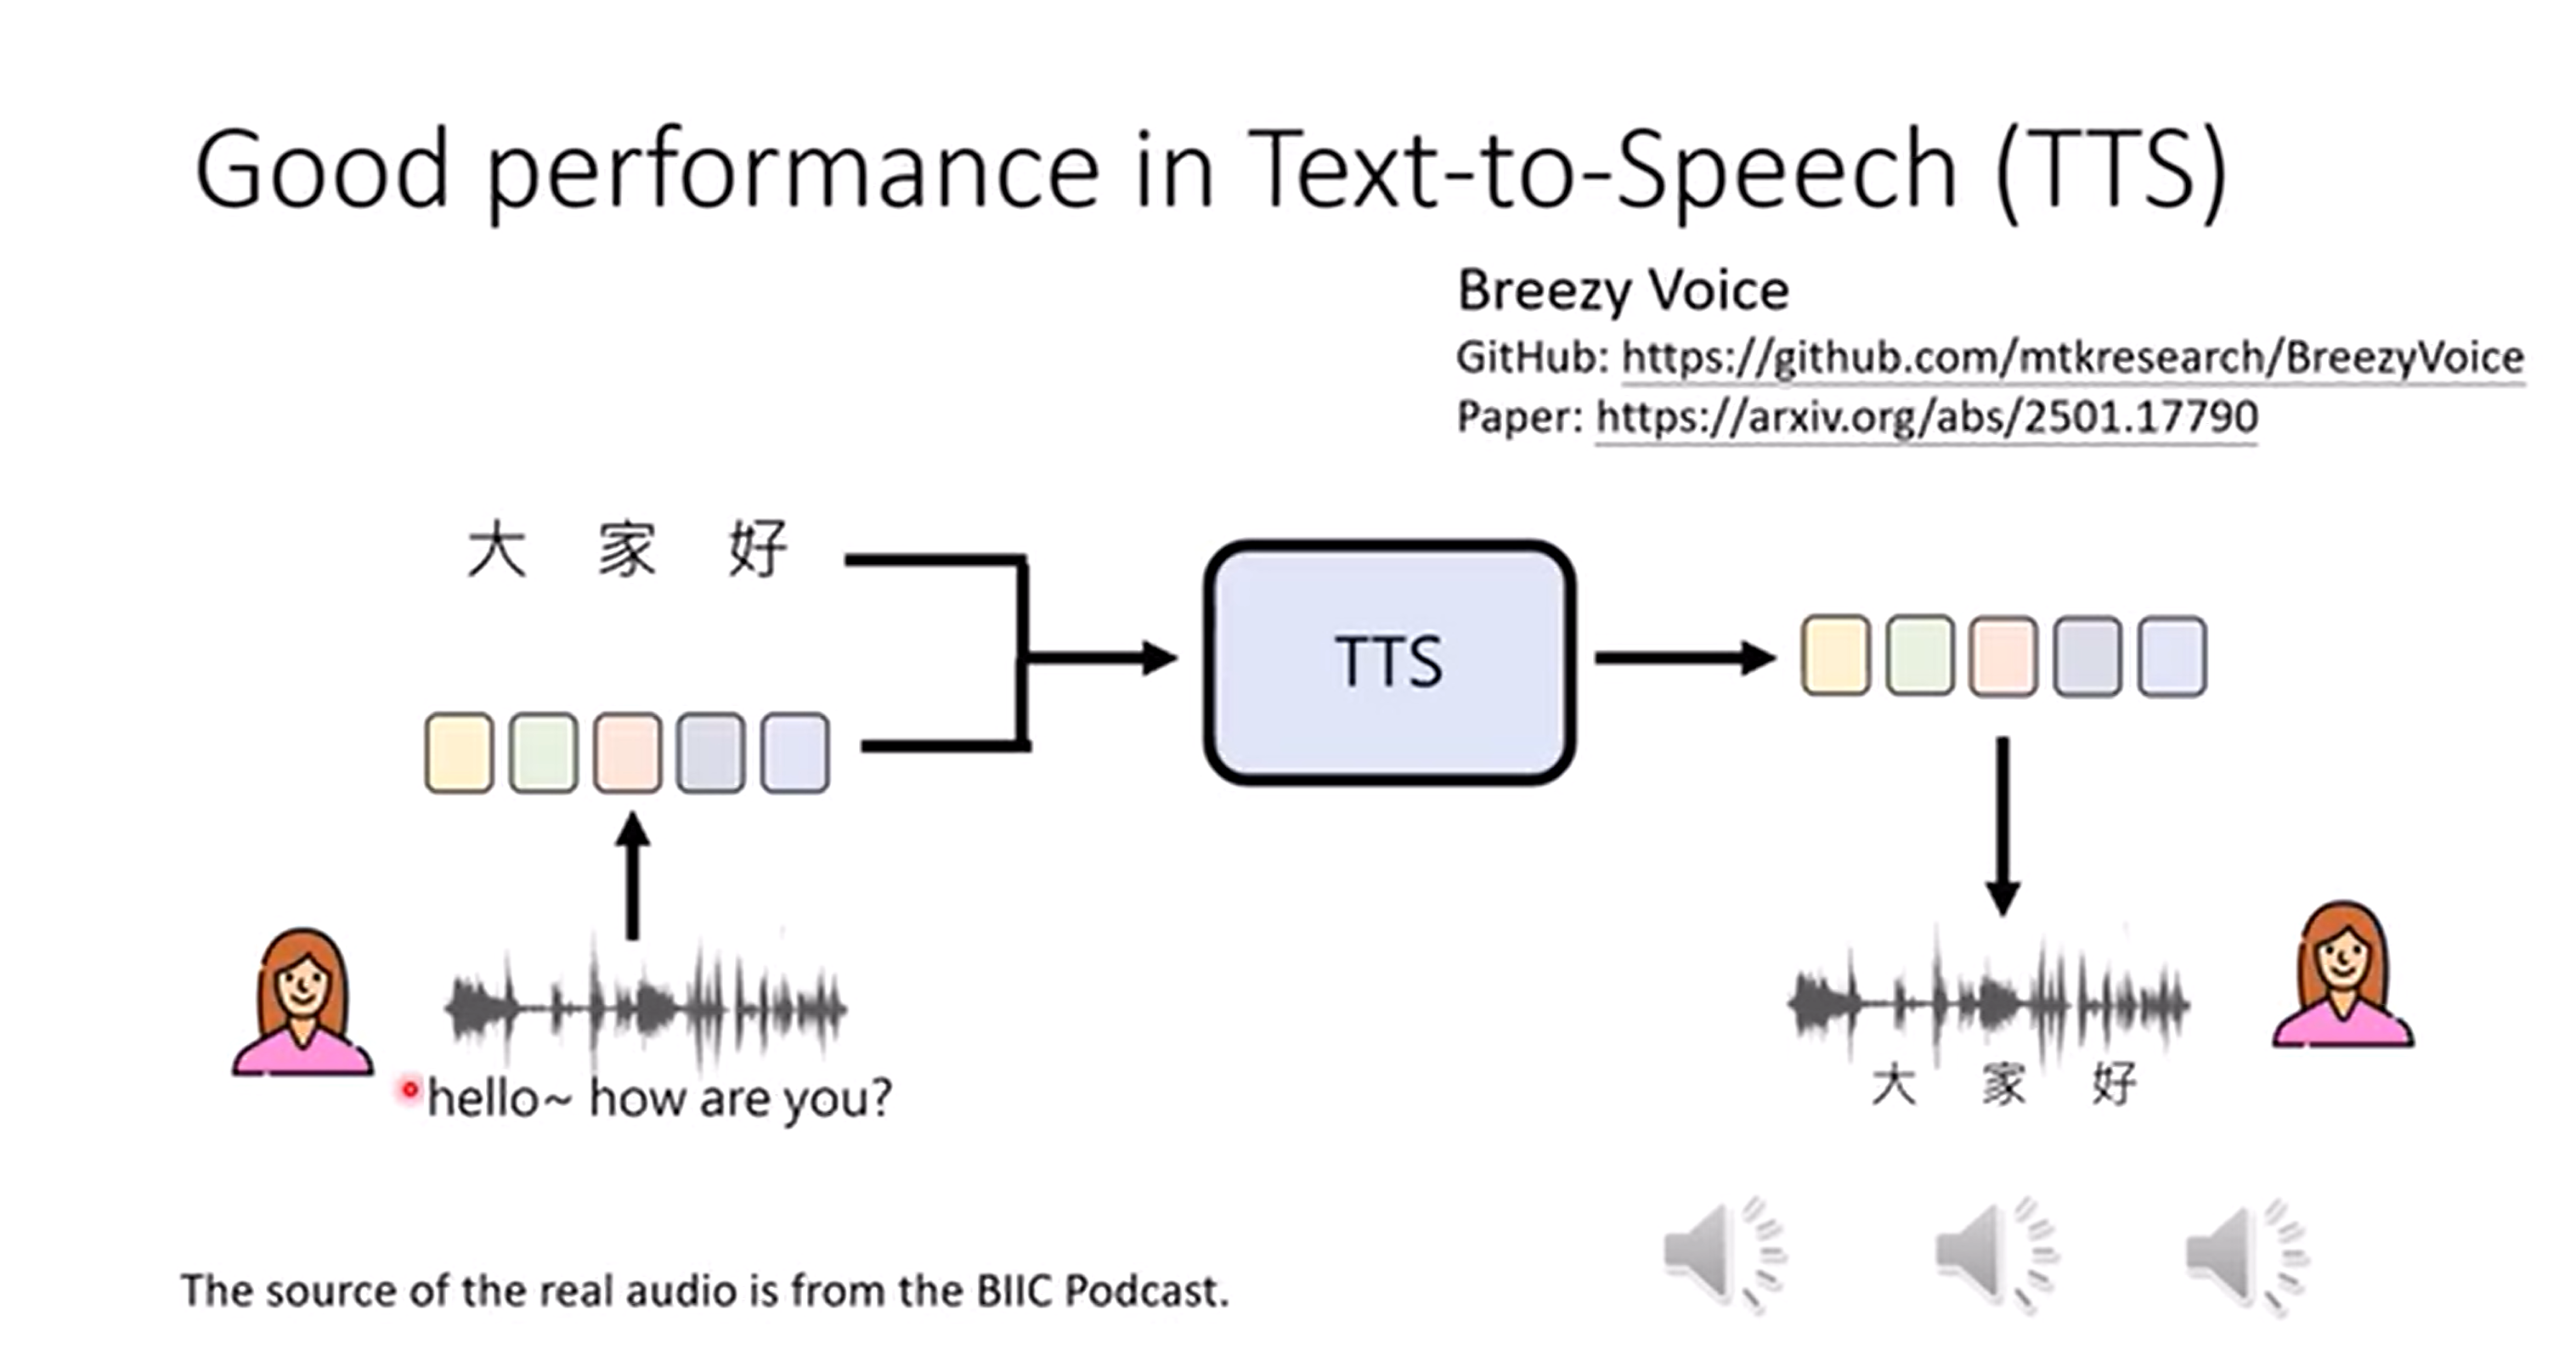 Good performance in Text-to-Speech (TTS)
Breezy Voice
GitHub: https://github.com/mtkresearch/BreezyVoice
Paper: https://arxiv.org/abs/2501.17790
大 家 好
TTS
hello~ how are you?
大 家 好
The source of the real audio is from the BIIC Podcast.